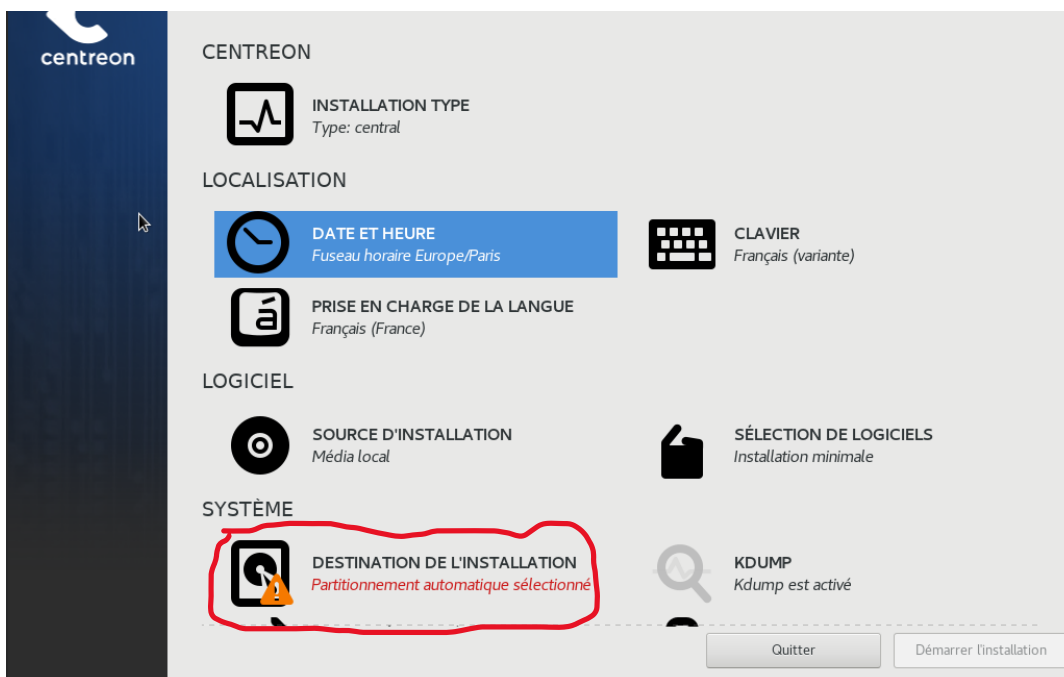 centreon
CENTREON
INSTALLATION TYPE
Type: central
LOCALISATION
DATE ET HEURE
Fuseau horaire Europe/Paris
CLAVIER
Français (variante)
PRISE EN CHARGE DE LA LANGUE
Français (France)
LOGICIEL
SOURCE D'INSTALLATION
Média local
SÉLECTION DE LOGICIELS
Installation minimale
SYSTÈME
DESTINATION DE L'INSTALLATION
Partitionnement automatique sélectionné
KDUMP
Kdump est activé
Quitter
Démarrer l'installation